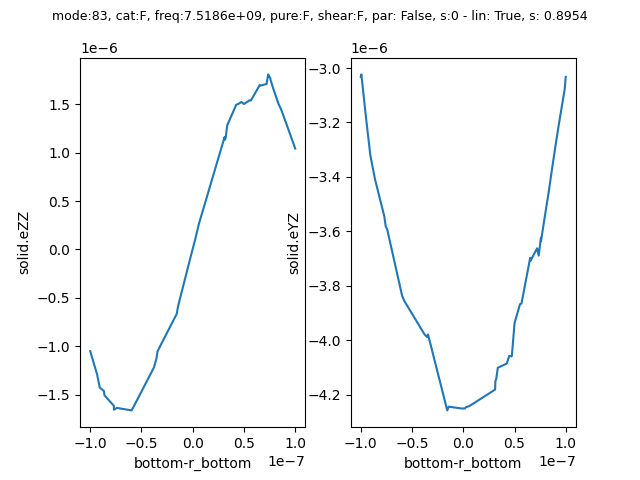 mode:83, cat:F, freq:7.5186e+09, pure:F, shear:F, par: False, s:0 - lin: True, s: 0.8954
1e−6
1.5
1.0
0.5
0.0
−0.5
−1.0
−1.5
solid.eZZ
−1.0 −0.5 0.0 0.5 1.0
bottom-r_bottom 1e−7
1e−6
−3.0
−3.2
−3.4
−3.6
−3.8
−4.0
−4.2
solid.eYZ
−1.0 −0.5 0.0 0.5 1.0
bottom-r_bottom 1e−7